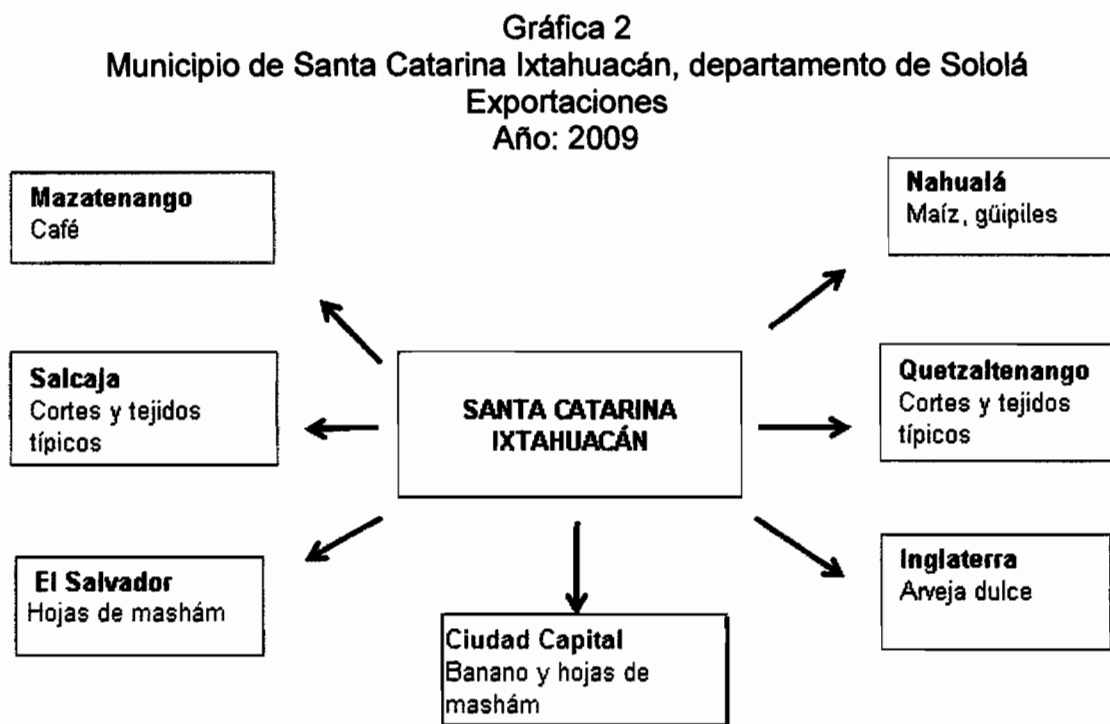 Gráfica 2
Municipio de Santa Catarina Ixtahuacán, departamento de Sololá
Exportaciones
Año: 2009
Mazatenango
Café
Nahualá
Maíz, güipiles
Salcaja
Cortes y tejidos
típicos
SANTA CATARINA
IXTAHUACÁN
Quetzaltenango
Cortes y tejidos
típicos
El Salvador
Hojas de mashám
Ciudad Capital
Banano y hojas de
mashám
Inglaterra
Arveja dulce